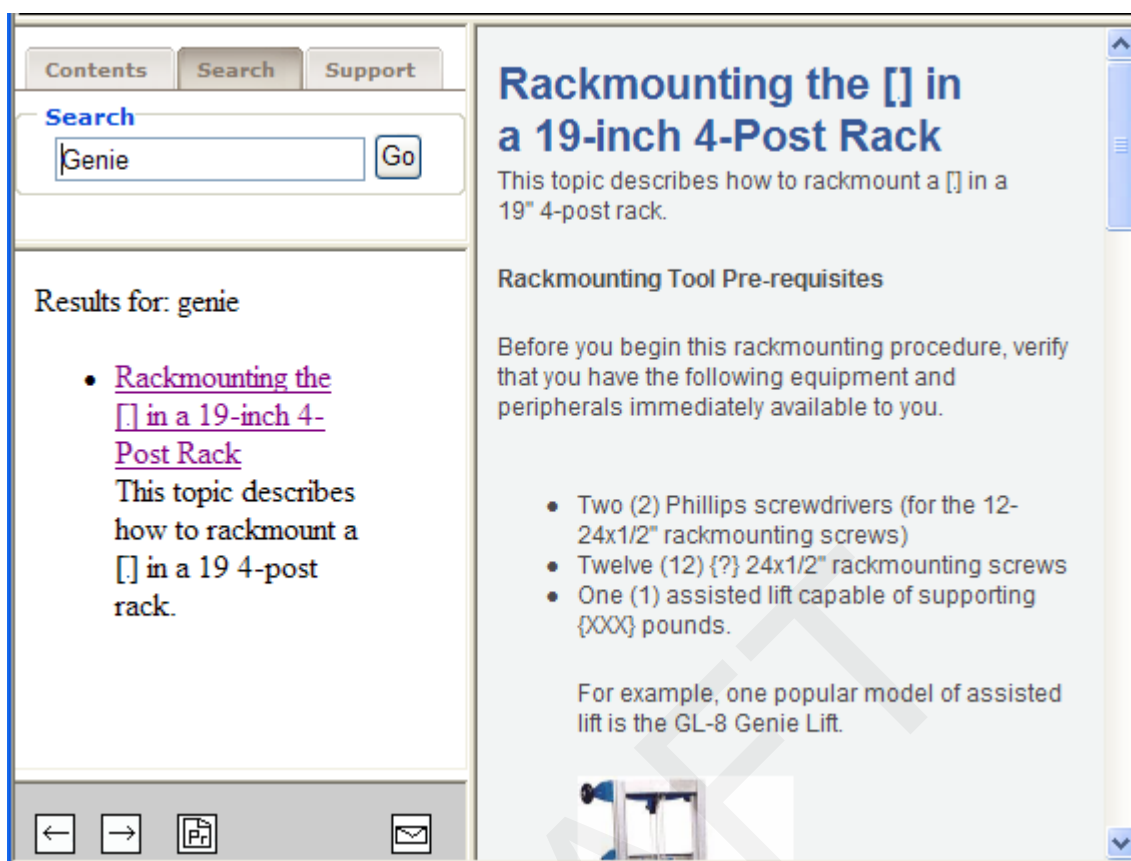 Contents Search Support
Search
Genie Go
Results for: genie
Rackmounting the
[.] in a 19-inch 4-
Post Rack
This topic describes
how to rackmount a
[.] in a 19 4-post
rack.
Rackmounting the [.] in
a 19-inch 4-Post Rack
This topic describes how to rackmount a [.] in a
19" 4-post rack.
Rackmounting Tool Pre-requisites
Before you begin this rackmounting procedure, verify
that you have the following equipment and
peripherals immediately available to you.
Two (2) Phillips screwdrivers (for the 12-
24x1/2" rackmounting screws)
Twelve (12) {?} 24x1/2" rackmounting screws
One (1) assisted lift capable of supporting
{XXX} pounds.
For example, one popular model of assisted
lift is the GL-8 Genie Lift.
Pr